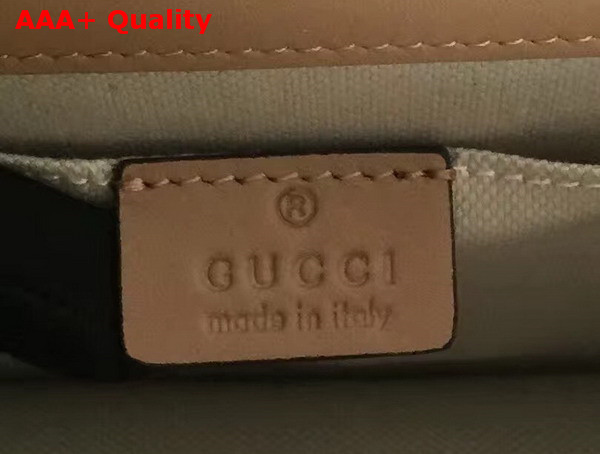 AAA+ Quality
®
GUCCI
made in italy